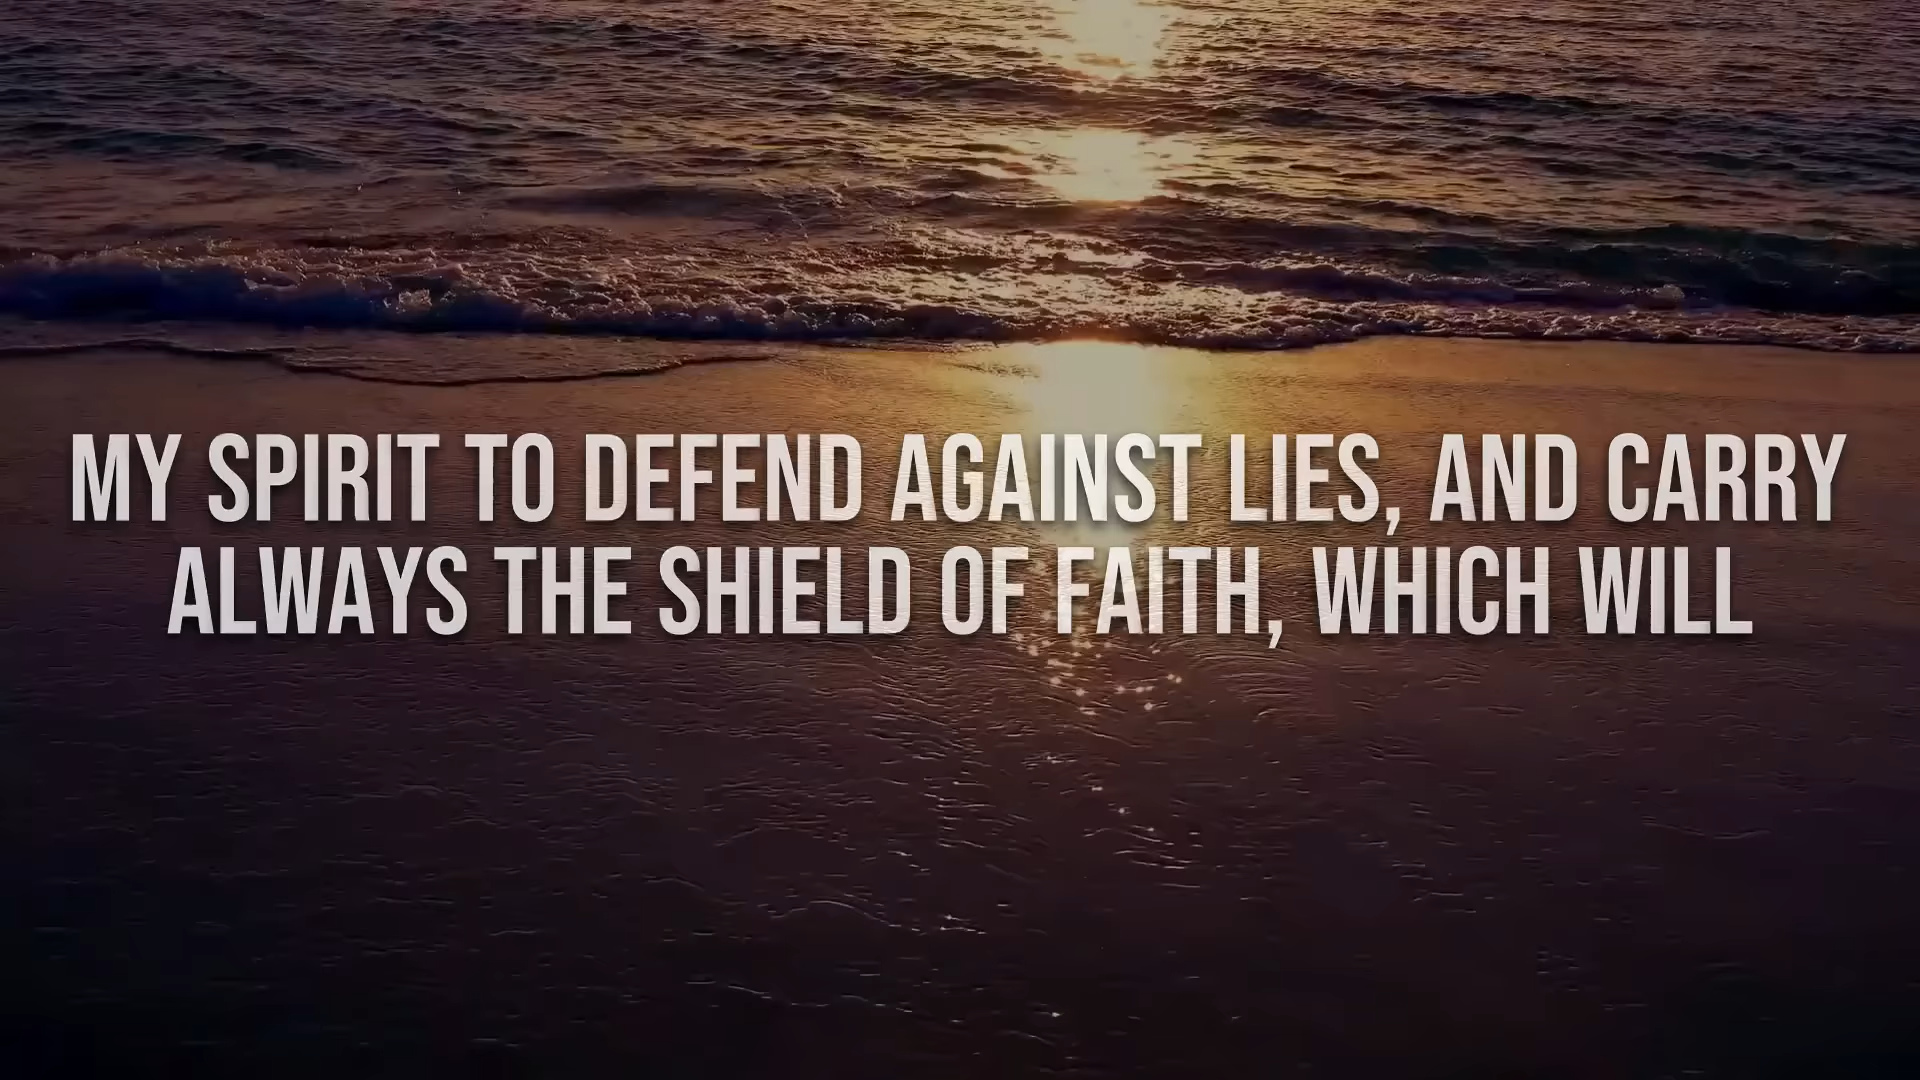 MY SPIRIT TO DEFEND AGAINST LIES, AND CARRY
ALWAYS THE SHIELD OF FAITH, WHICH WILL